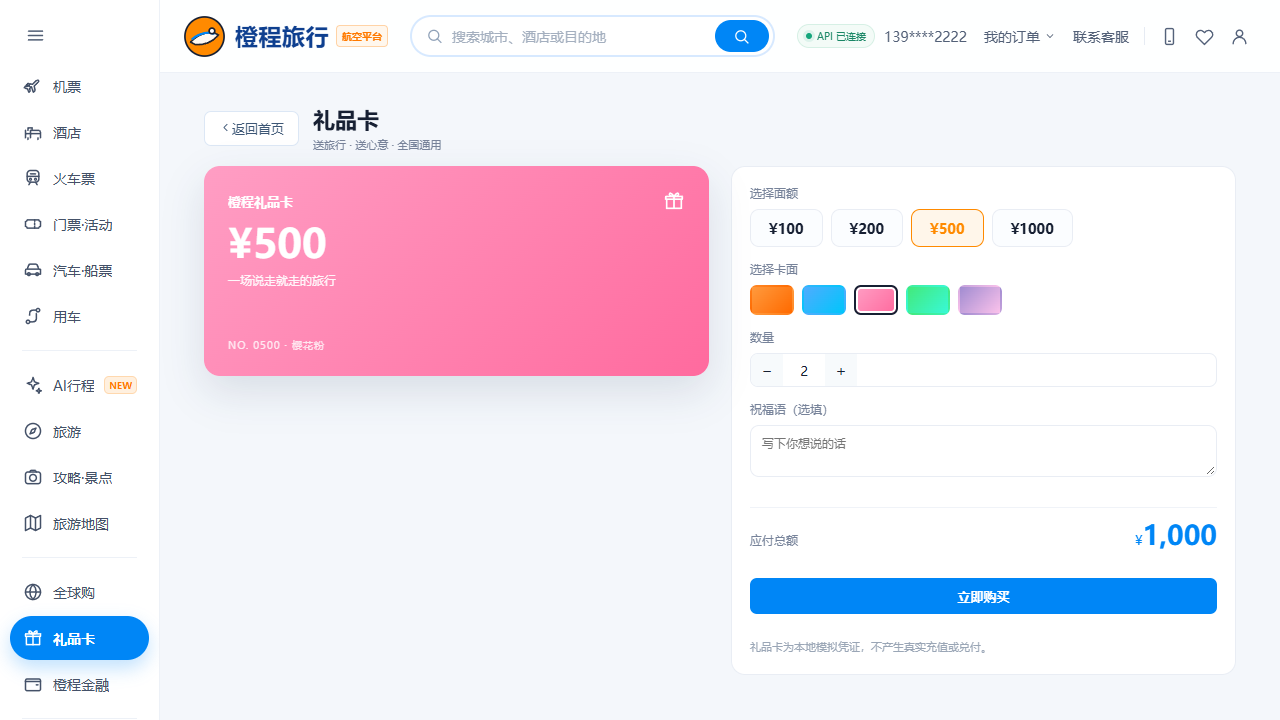 橙程旅行
航空平台
搜索城市、酒店或目的地
API 已连接
139****2222
我的订单
联系客服
机票
酒店
火车票
门票·活动
汽车·船票
用车
AI行程 NEW
旅游
攻略·景点
旅游地图
全球购
礼品卡
橙程金融
返回首页
礼品卡
送旅行 · 送心意 · 全国通用
橙程礼品卡
¥500
一场说走就走的旅行
NO. 0500 · 樱花粉
选择面额
¥100 ¥200 ¥500 ¥1000
选择卡面
数量
− 2 +
祝福语（选填）
写下你想说的话
应付总额 ¥1,000
立即购买
礼品卡为本地模拟凭证，不产生真实充值或兑付。